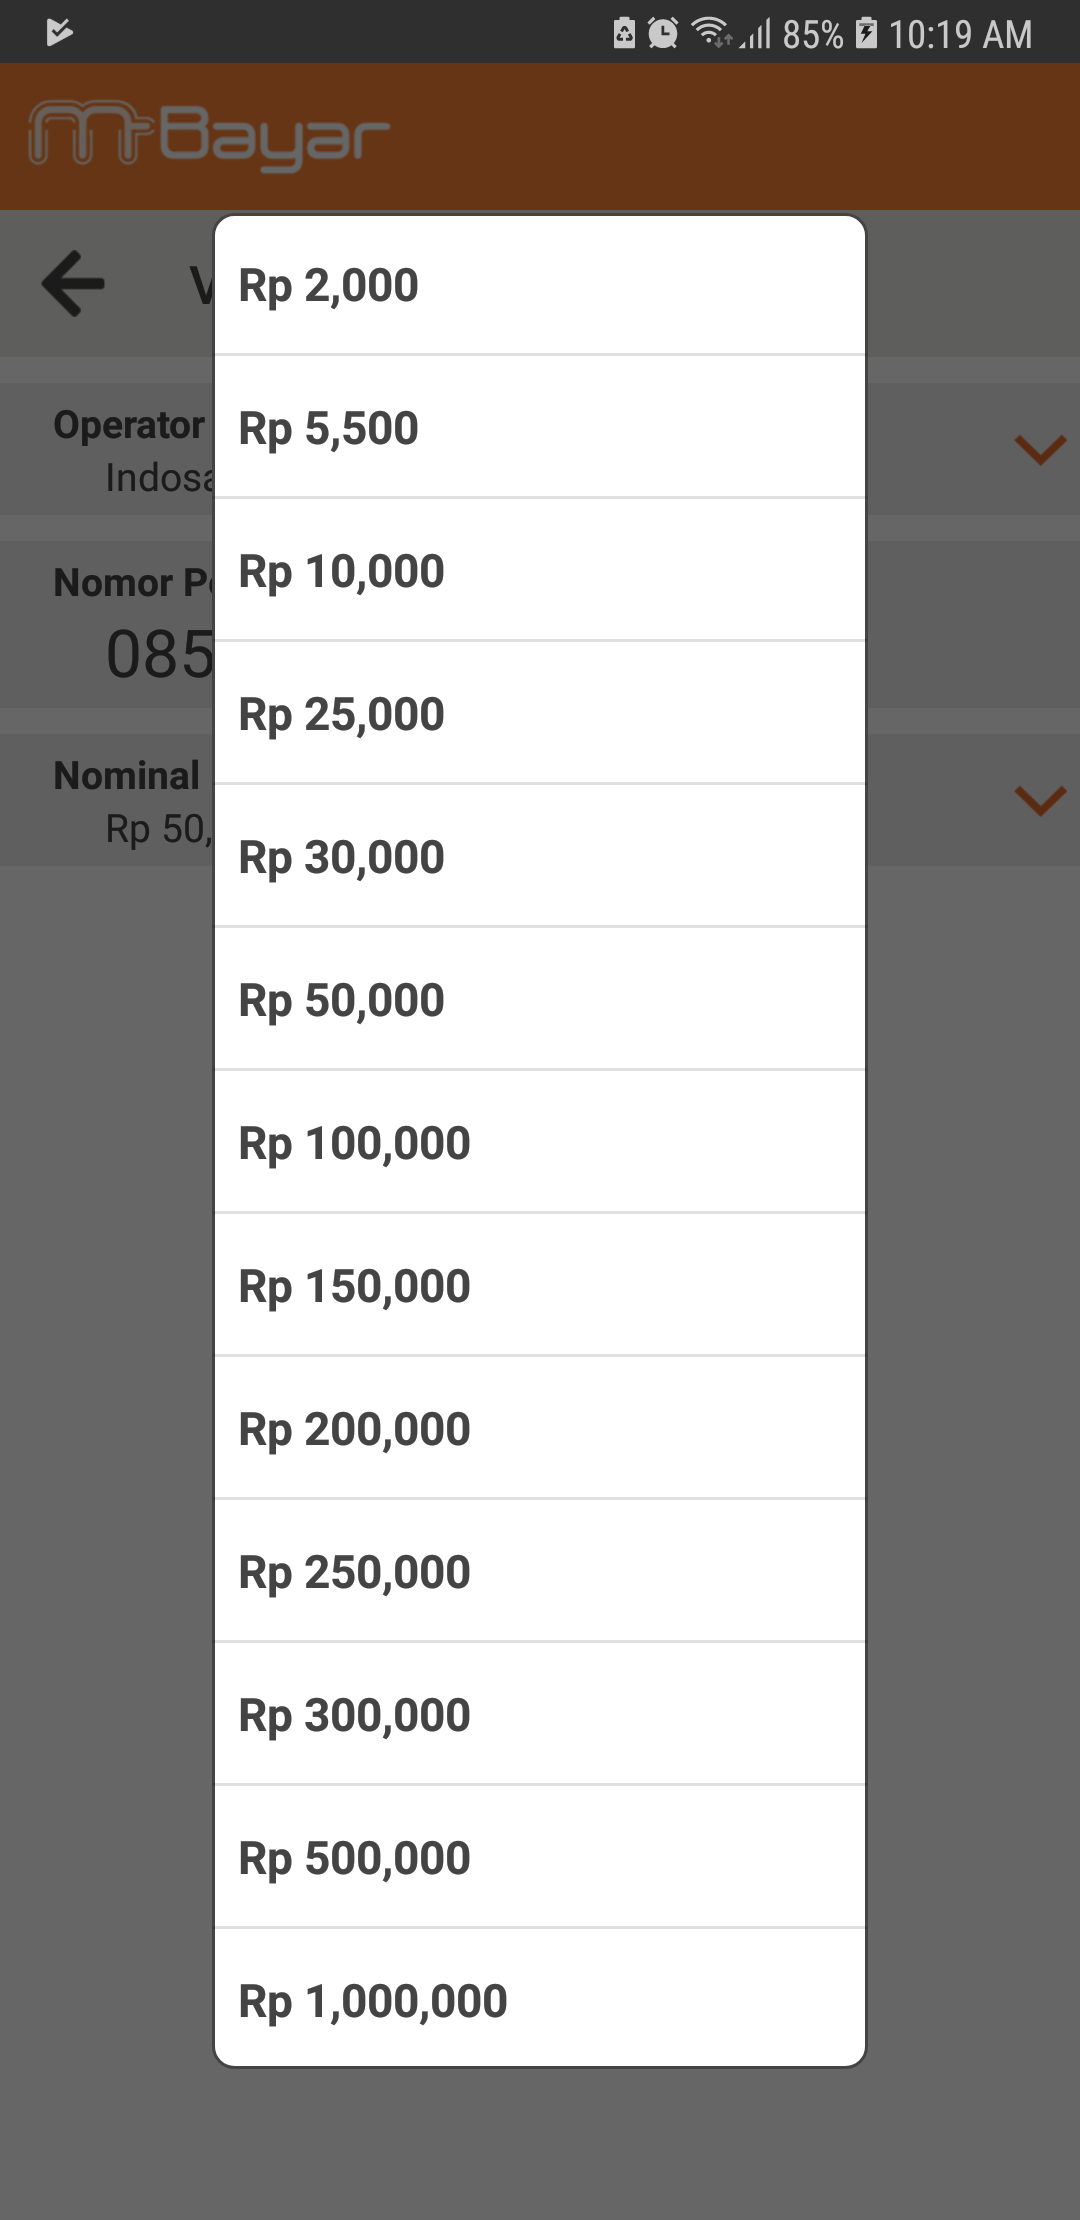 85% 10:19 AM
m-Bayar
Rp 2,000
Operator
Rp 5,500
Nomor
085
Rp 10,000
Rp 25,000
Nominal
Rp 50,
Rp 30,000
Rp 50,000
Rp 100,000
Rp 150,000
Rp 200,000
Rp 250,000
Rp 300,000
Rp 500,000
Rp 1,000,000